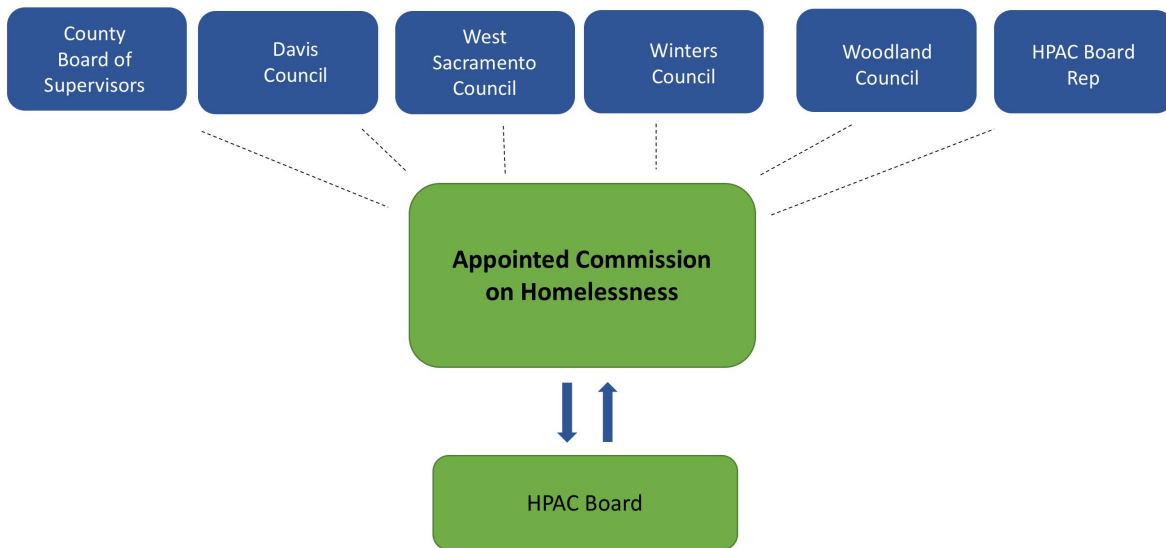 County
Board of
Supervisors
Davis
Council
West
Sacramento
Council
Winters
Council
Woodland
Council
HPAC Board
Rep
Appointed Commission
on Homelessness
HPAC Board